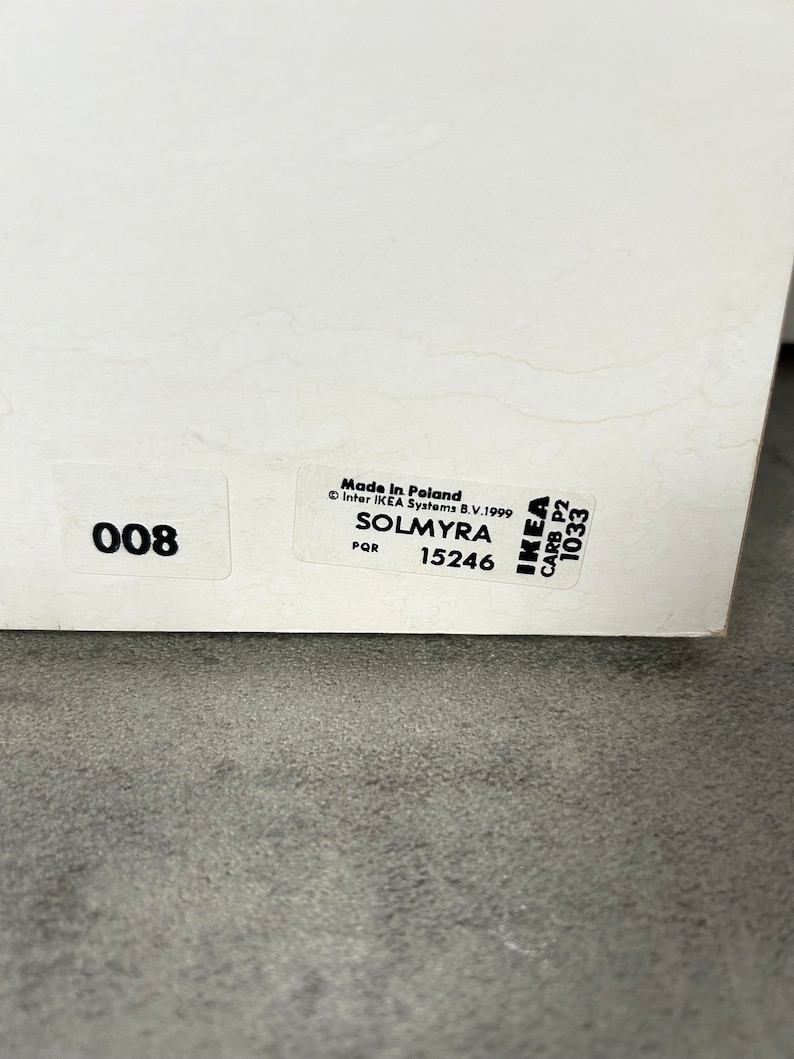 008
Made In Poland
© Inter IKEA Systems B.V.1999
SOLMYRA
PQR 15246
IKEA
CARB P2
1033